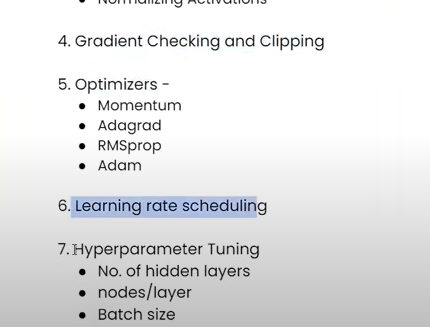 ● Normalizing Activations
4. Gradient Checking and Clipping
5. Optimizers -
● Momentum
● Adagrad
● RMSprop
● Adam
6. Learning rate scheduling
7. Hyperparameter Tuning
● No. of hidden layers
● nodes/layer
● Batch size